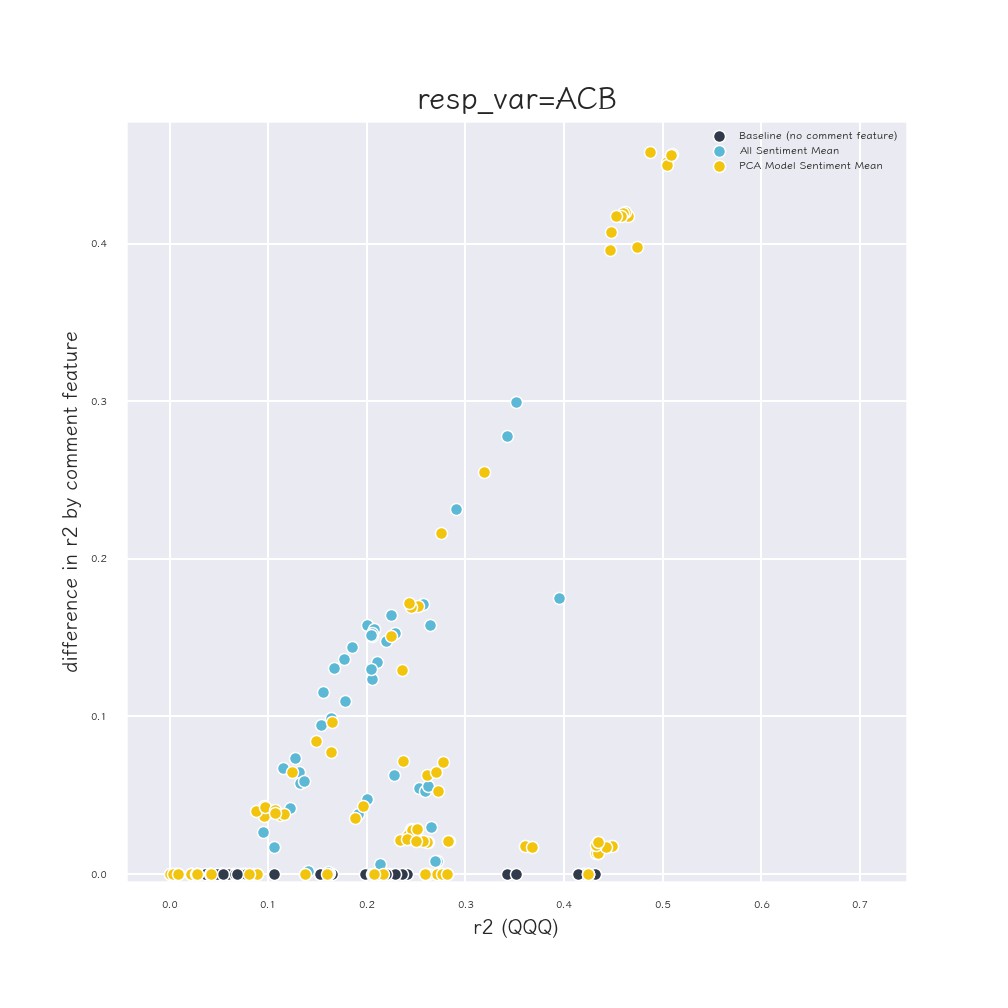 resp_var=ACB
Baseline (no comment feature)
All Sentiment Mean
PCA Model Sentiment Mean
difference in r2 by comment feature
0.4
0.3
0.2
0.1
0.0
0.0 0.1 0.2 0.3 0.4 0.5 0.6 0.7
r2 (QQQ)